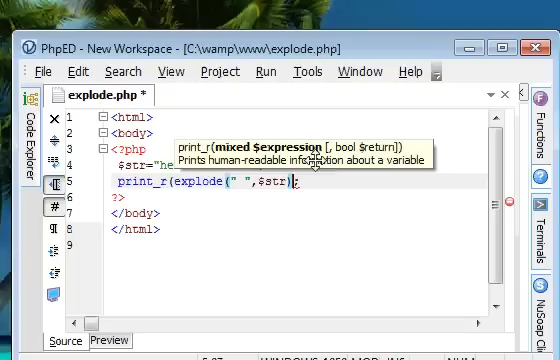 PhpED - New Workspace - [C:\wamp\www\explode.php]
File Edit Search View Project Run Tools Window Help
explode.php *
Code Explorer
1 <html>
2 <body>
3 <?php
print_r(mixed $expression [, bool $return])
Prints human-readable information about a variable
4 $str="he
5 print_r(explode(" ",$str);
6 ?>
7 </body>
8 </html>
9
Functions
Terminals
NuSoap Cl
Source Preview